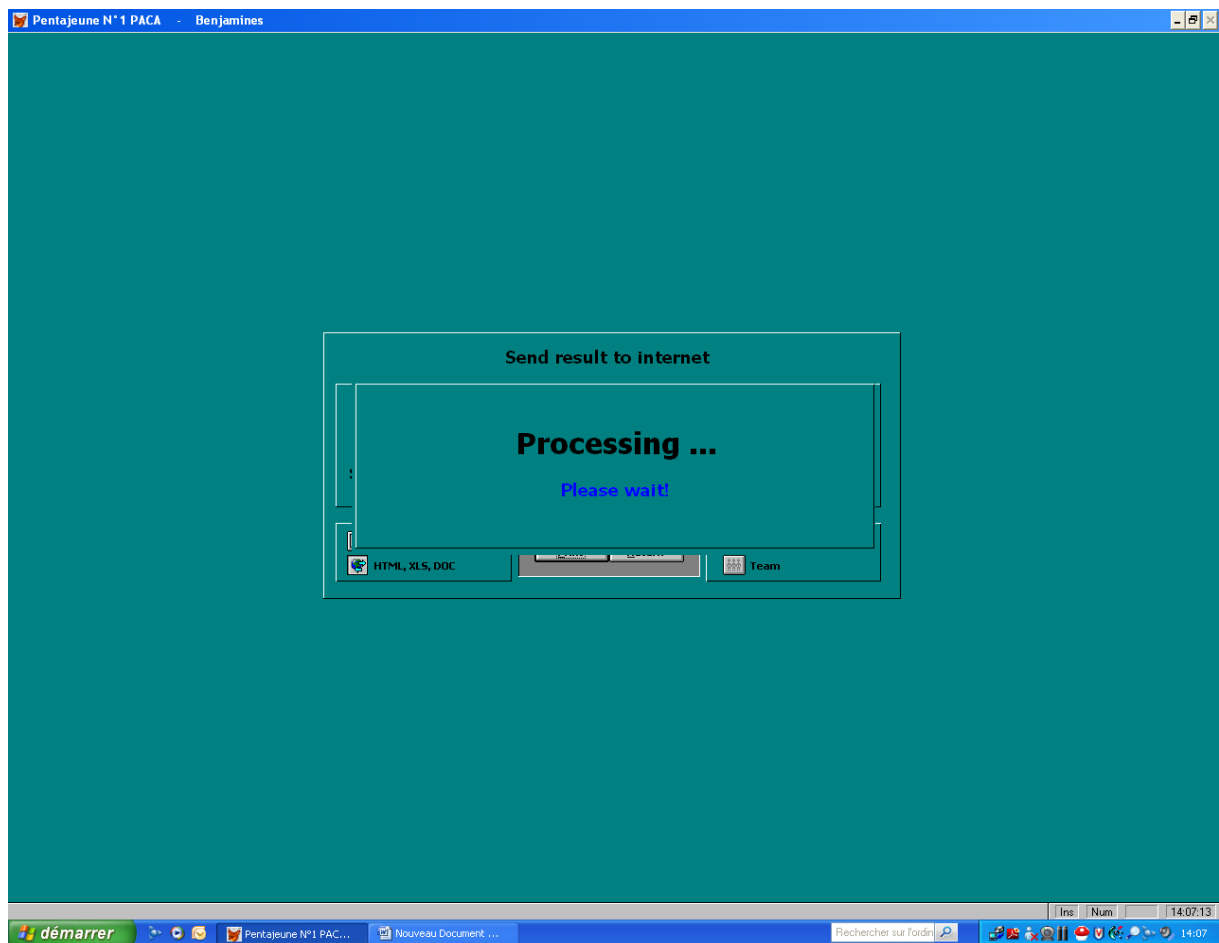 Pentajeune N°1 PACA - Benjamines
Send result to internet
Processing ...
Please wait!
HTML, XLS, DOC
Team
Ins Num 14:07:13
démarrer Pentajeune N°1 PAC... Nouveau Document ... Rechercher sur l'ordin 14:07